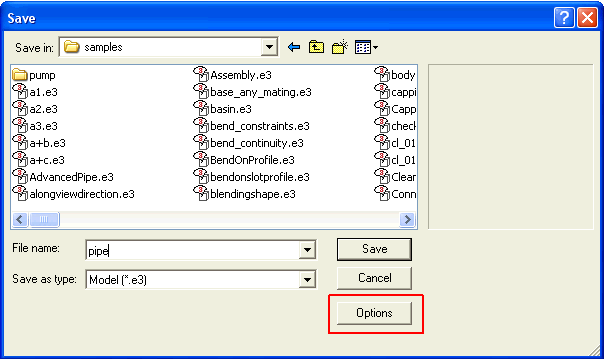 Save
Save in: samples
pump
a1.e3
a2.e3
a3.e3
a+b.e3
a+c.e3
AdvancedPipe.e3
alongviewdirection.e3
Assembly.e3
base_any_mating.e3
basin.e3
bend_constraints.e3
bend_continuity.e3
BendOnProfile.e3
bendonslotprofile.e3
blendingshape.e3
body
cappi
Capp
check
cl_01
cl_01
Clear
Conn
File name: pipe Save
Save as type: Model (*.e3) Cancel
Options